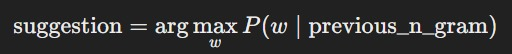 suggestion = arg max P(w | previous_n_gram)
w